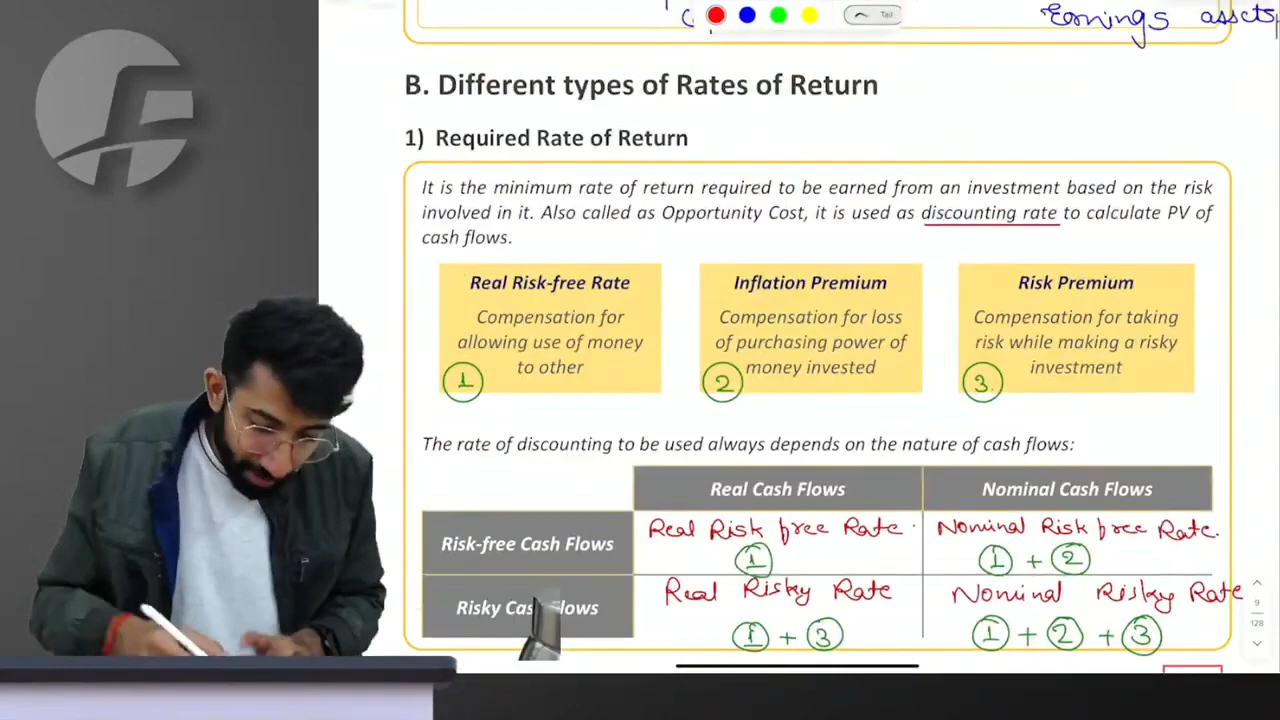 Earnings assets
Tail
B. Different types of Rates of Return
1) Required Rate of Return
It is the minimum rate of return required to be earned from an investment based on the risk
involved in it. Also called as Opportunity Cost, it is used as discounting rate to calculate PV of
cash flows.
Real Risk-free Rate
Compensation for
allowing use of money
to other
1
Inflation Premium
Compensation for loss
of purchasing power of
money invested
2
Risk Premium
Compensation for taking
risk while making a risky
investment
3
The rate of discounting to be used always depends on the nature of cash flows:
Real Cash Flows
Nominal Cash Flows
Risk-free Cash Flows
Real Risk free Rate
1
Nominal Risk free Rate.
1 + 2
Risky Cash Flows
Real Risky Rate
1 + 3
Nominal Risky Rate
1 + 2 + 3
9
128